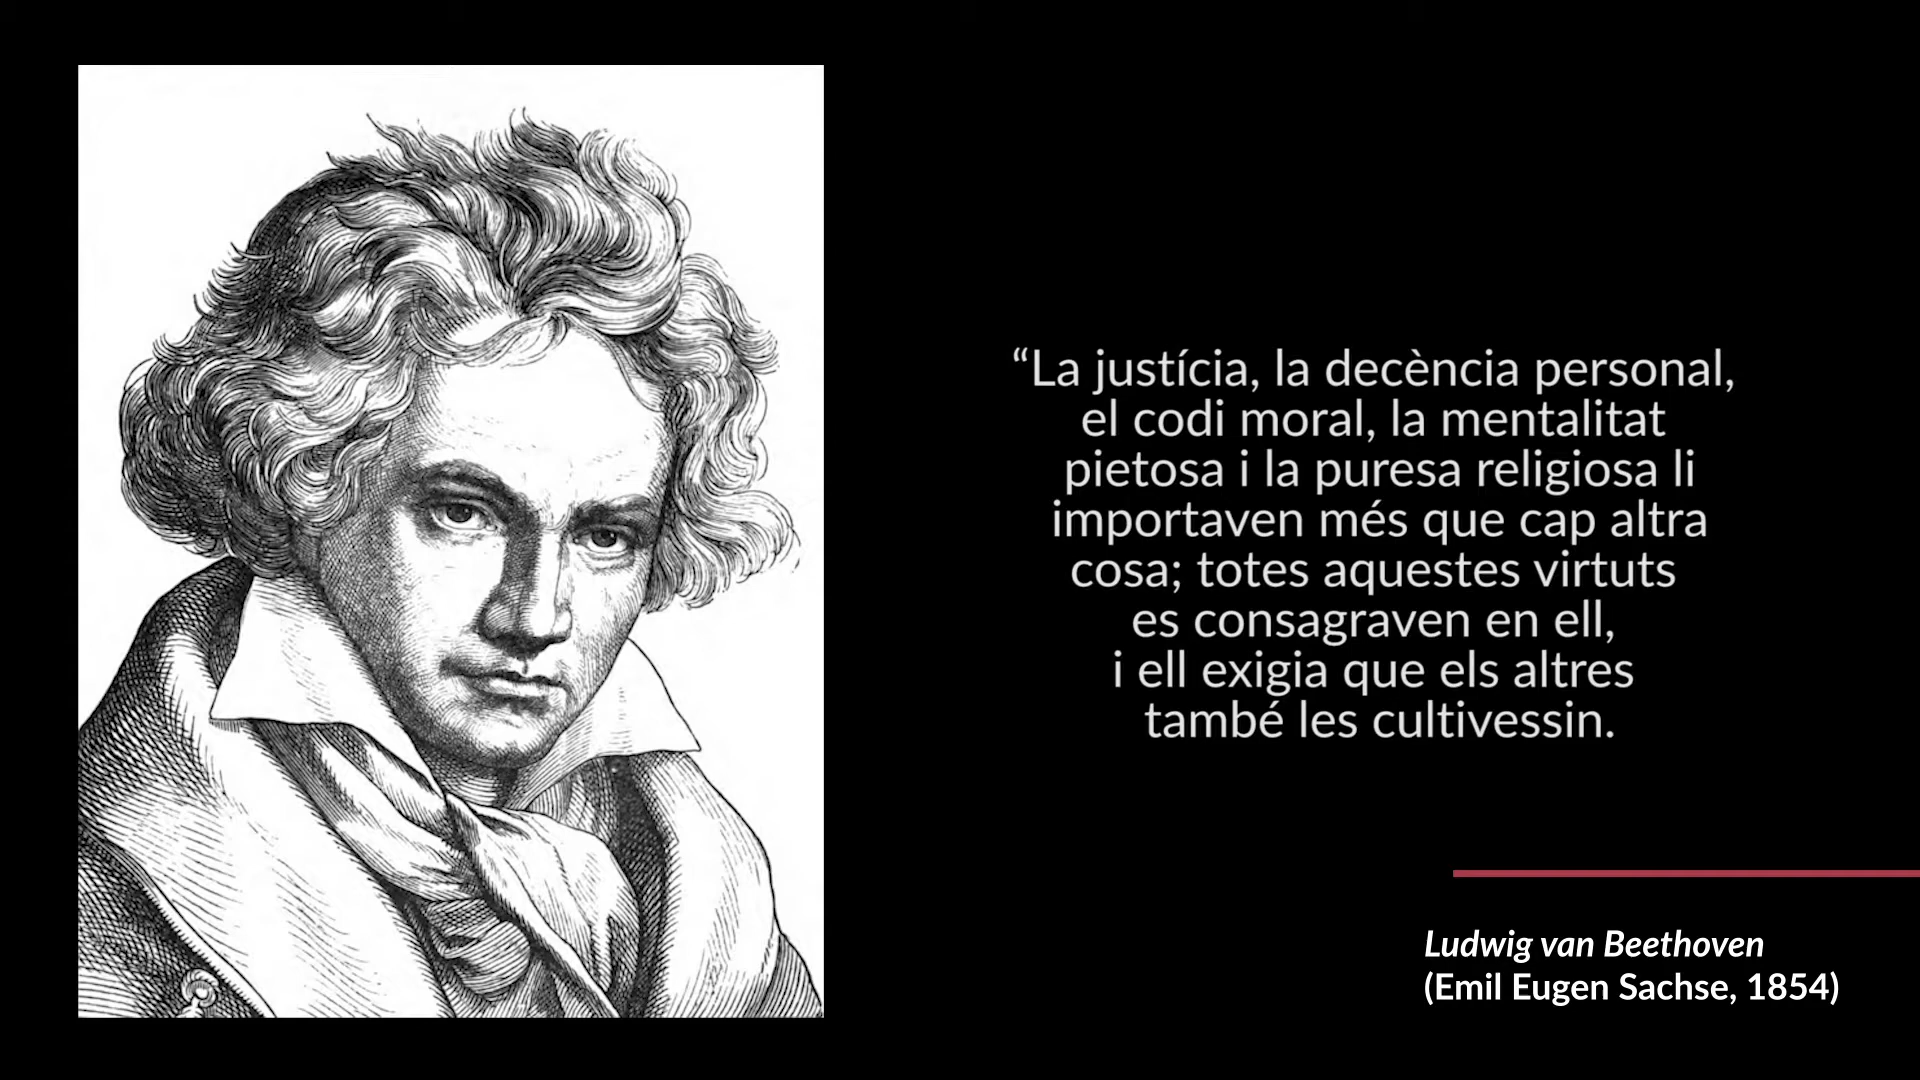 “La justícia, la decència personal,
el codi moral, la mentalitat
pietosa i la puresa religiosa li
importaven més que cap altra
cosa; totes aquestes virtuts
es consagraven en ell,
i ell exigia que els altres
també les cultivessin.
Ludwig van Beethoven
(Emil Eugen Sachse, 1854)